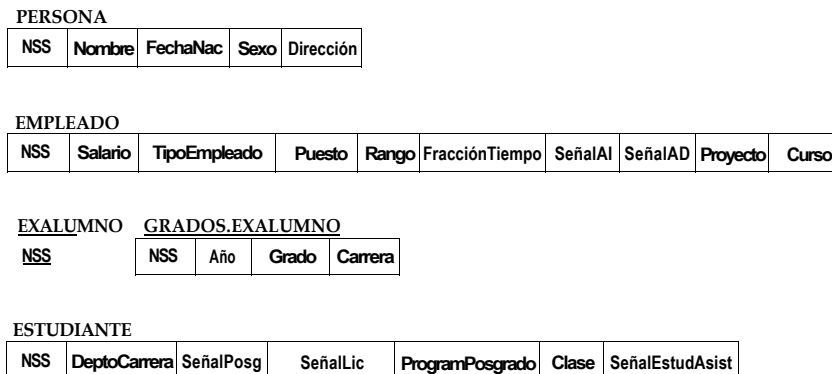 PERSONA
NSS Nombre FechaNac Sexo Dirección
EMPLEADO
NSS Salario TipoEmpleado Puesto Rango FracciónTiempo SeñalAI SeñalAD Proyecto Curso
EXALUMNO GRADOS.EXALUMNO
NSS NSS Año Grado Carrera
ESTUDIANTE
NSS DeptoCarrera SeñalPosg SeñalLic ProgramPosgrado Clase SeñalEstudAsist